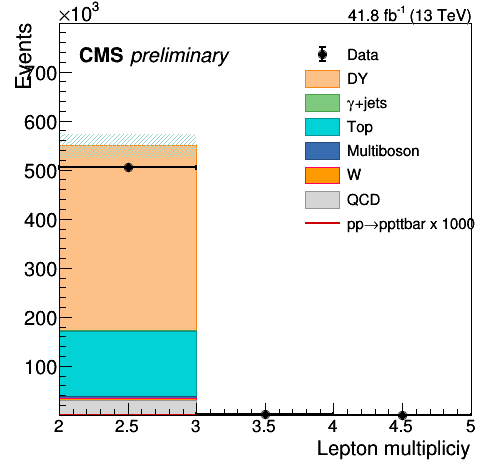 ×10³
41.8 fb⁻¹ (13 TeV)
Events
CMS preliminary
Data
DY
γ+jets
Top
Multiboson
W
QCD
pp→ppttbar x 1000
700
600
500
400
300
200
100
2 2.5 3 3.5 4 4.5 5
Lepton multipliciy